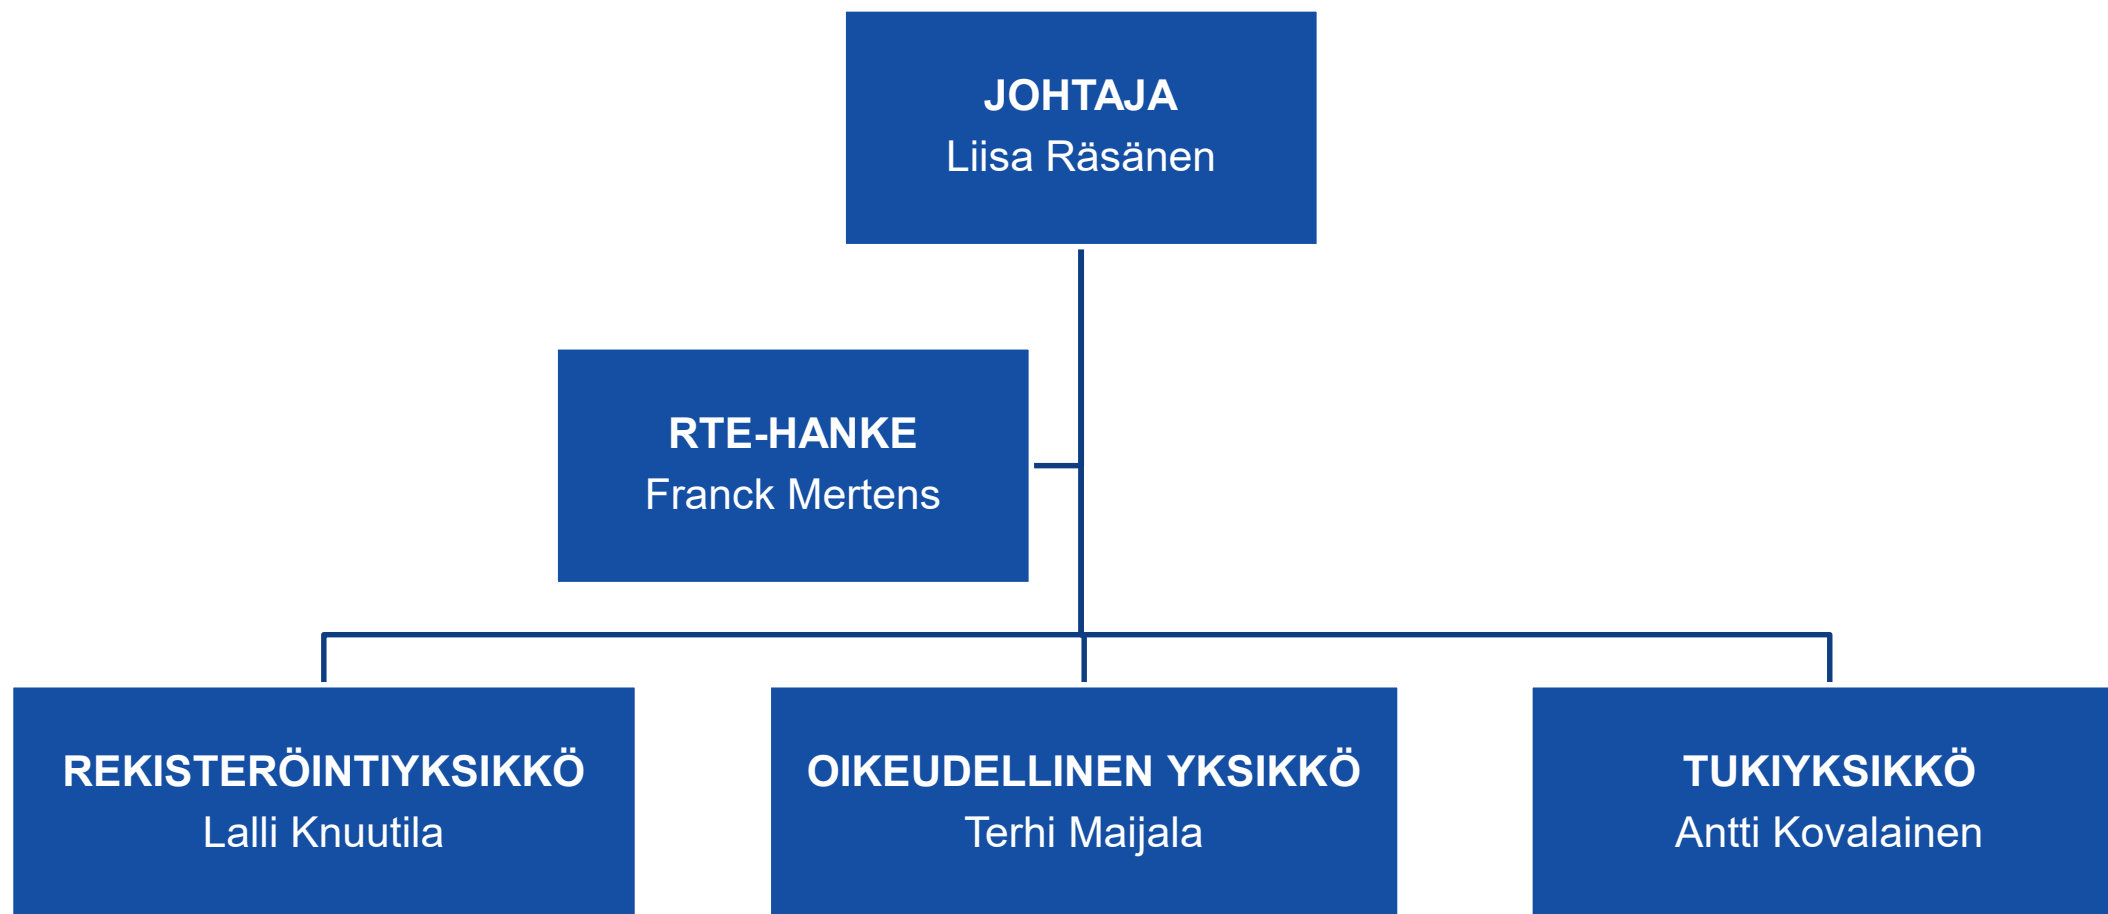 JOHTAJA
Liisa Räsänen
RTE-HANKE
Franck Mertens
REKISTERÖINTIYKSIKKÖ
Lalli Knuutila
OIKEUDELLINEN YKSIKKÖ
Terhi Maijala
TUKIYKSIKKÖ
Antti Kovalainen